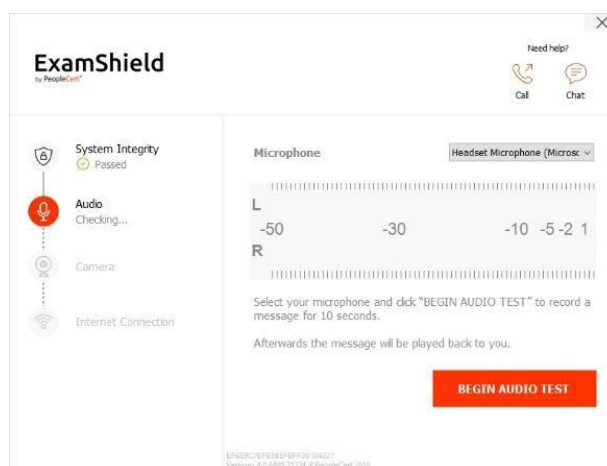 ExamShield
by PeopleCert
Need help?
Call
Chat
System Integrity
Passed
Audio
Checking...
Camera
Internet Connection
Microphone
Headset Microphone (Microsc
L
-50 -30 -10 -5 -2 1
R
Select your microphone and click "BEGIN AUDIO TEST" to record a
message for 10 seconds.
Afterwards the message will be played back to you.
BEGIN AUDIO TEST